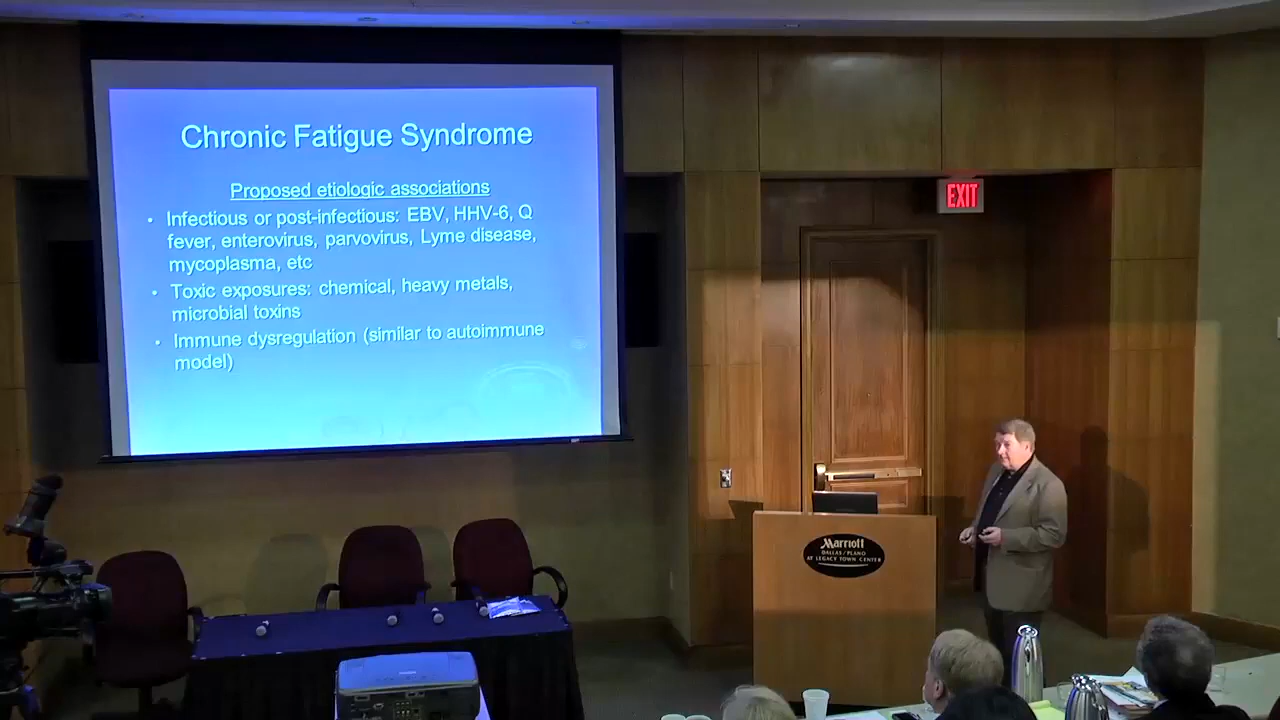 Chronic Fatigue Syndrome
Proposed etiologic associations
• Infectious or post-infectious: EBV, HHV-6, Q
fever, enterovirus, parvovirus, Lyme disease,
mycoplasma, etc
• Toxic exposures: chemical, heavy metals,
microbial toxins
• Immune dysregulation (similar to autoimmune
model)
EXIT
Marriott
DALLAS/PLANO
AT LEGACY TOWN CENTER